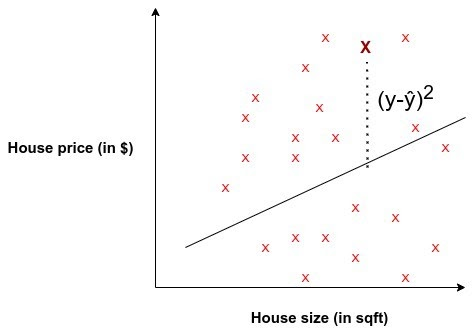 X
(y-ŷ)2
House price (in $)
House size (in sqft)